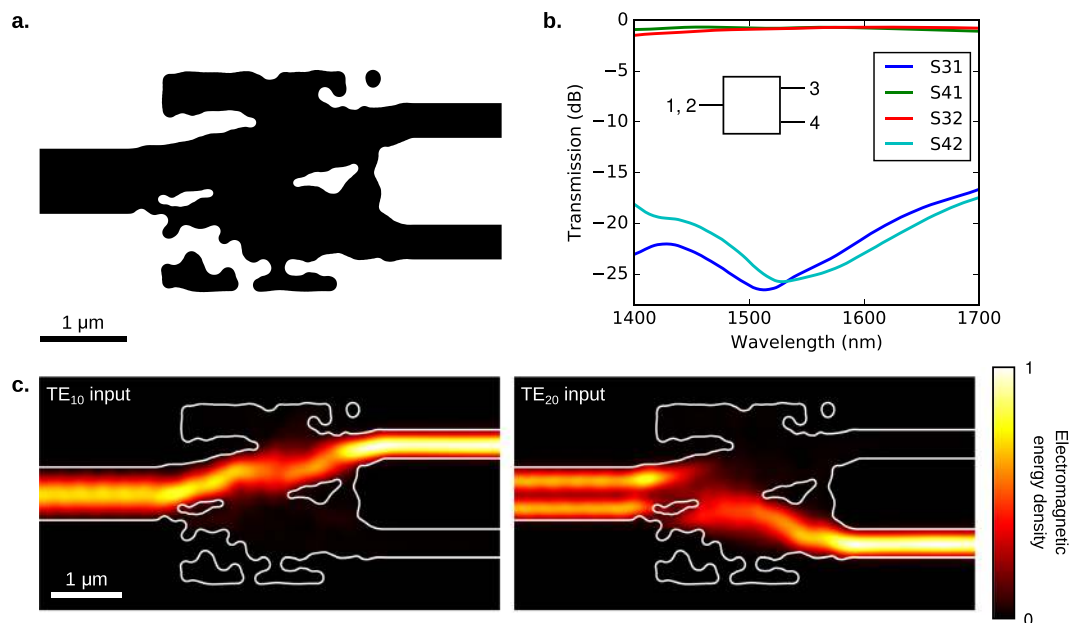 a.
1 μm
b.
0
−5
−10
−15
−20
−25
Transmission (dB)
1400
1500
1600
1700
Wavelength (nm)
1, 2
3
4
S31
S41
S32
S42
c.
TE₁₀ input
1 μm
TE₂₀ input
1
0
Electromagnetic
energy density